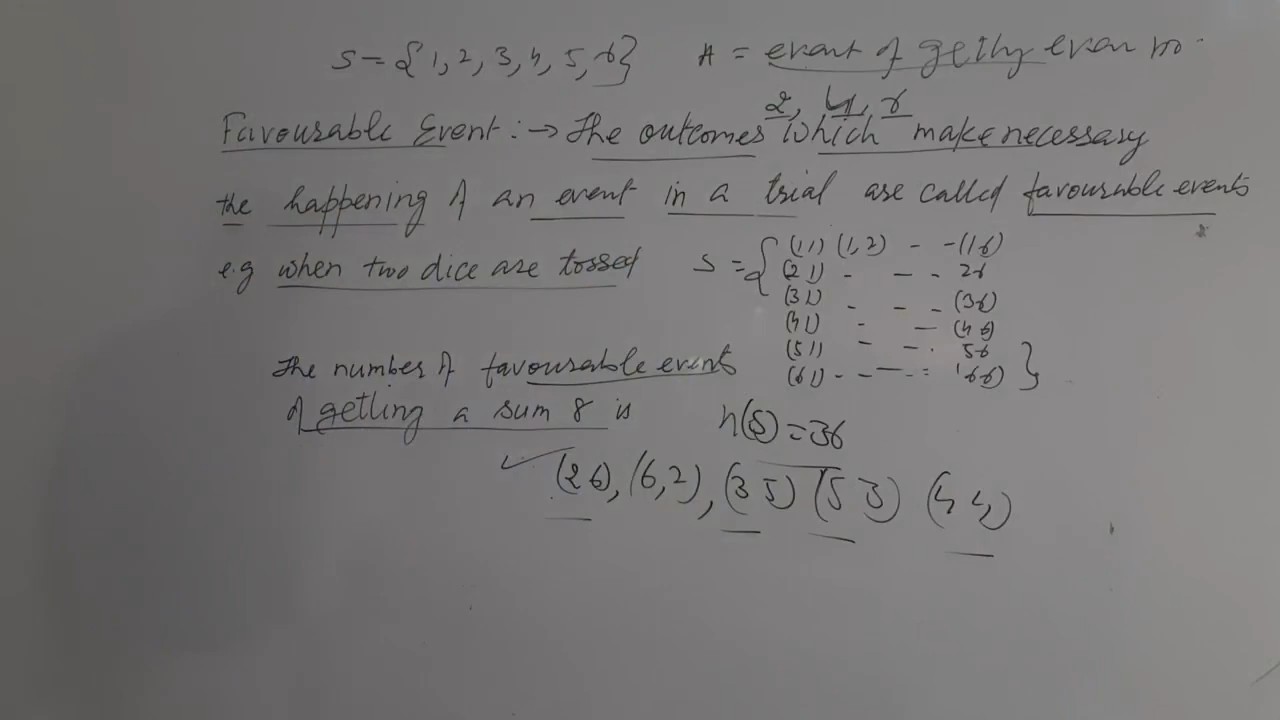 S = {1, 2, 3, 4, 5, 6} A = event of getting even no.
2, 4, 6
Favourable Event :→ The outcomes which make necessary
the happening of an event in a trial are called favourable events
e.g when two dice are tossed S = { (1 1) (1, 2) - - (1 6)
(2 1) - - - 2 6
(3 1) - - - (3 6)
(4 1) - - (4 6)
(5 1) - - . 5 6
(6 1) - - - - - (6 6) }
The number of favourable events
of getting a sum 8 is n(S) = 36
(2 6), (6, 2), (3 5) (5 3) (4 4)